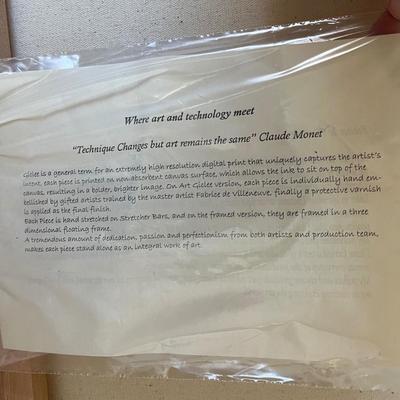 Where art and technology meet
"Technique Changes but art remains the same" Claude Monet
Giclet is a general term for an extremely high resolution digital print that uniquely captures the artist's
intent, each piece is printed on non-absorbent canvas surface, which allows the ink to sit on top of the
canvas, resulting in a bolder, brighter image. On Art Giclet version, each piece is individually hand em-
bellished by gifted artists trained by the master artist Fabrice de Villeneuve, finally a protective varnish
is applied as the final finish.
Each Piece is hand stretched on Stretcher Bars, and on the framed version, they are framed in a three
dimensional floating frame.
A tremendous amount of dedication, passion and perfectionism from both artists and production team,
makes each piece stand alone as an integral work of art.